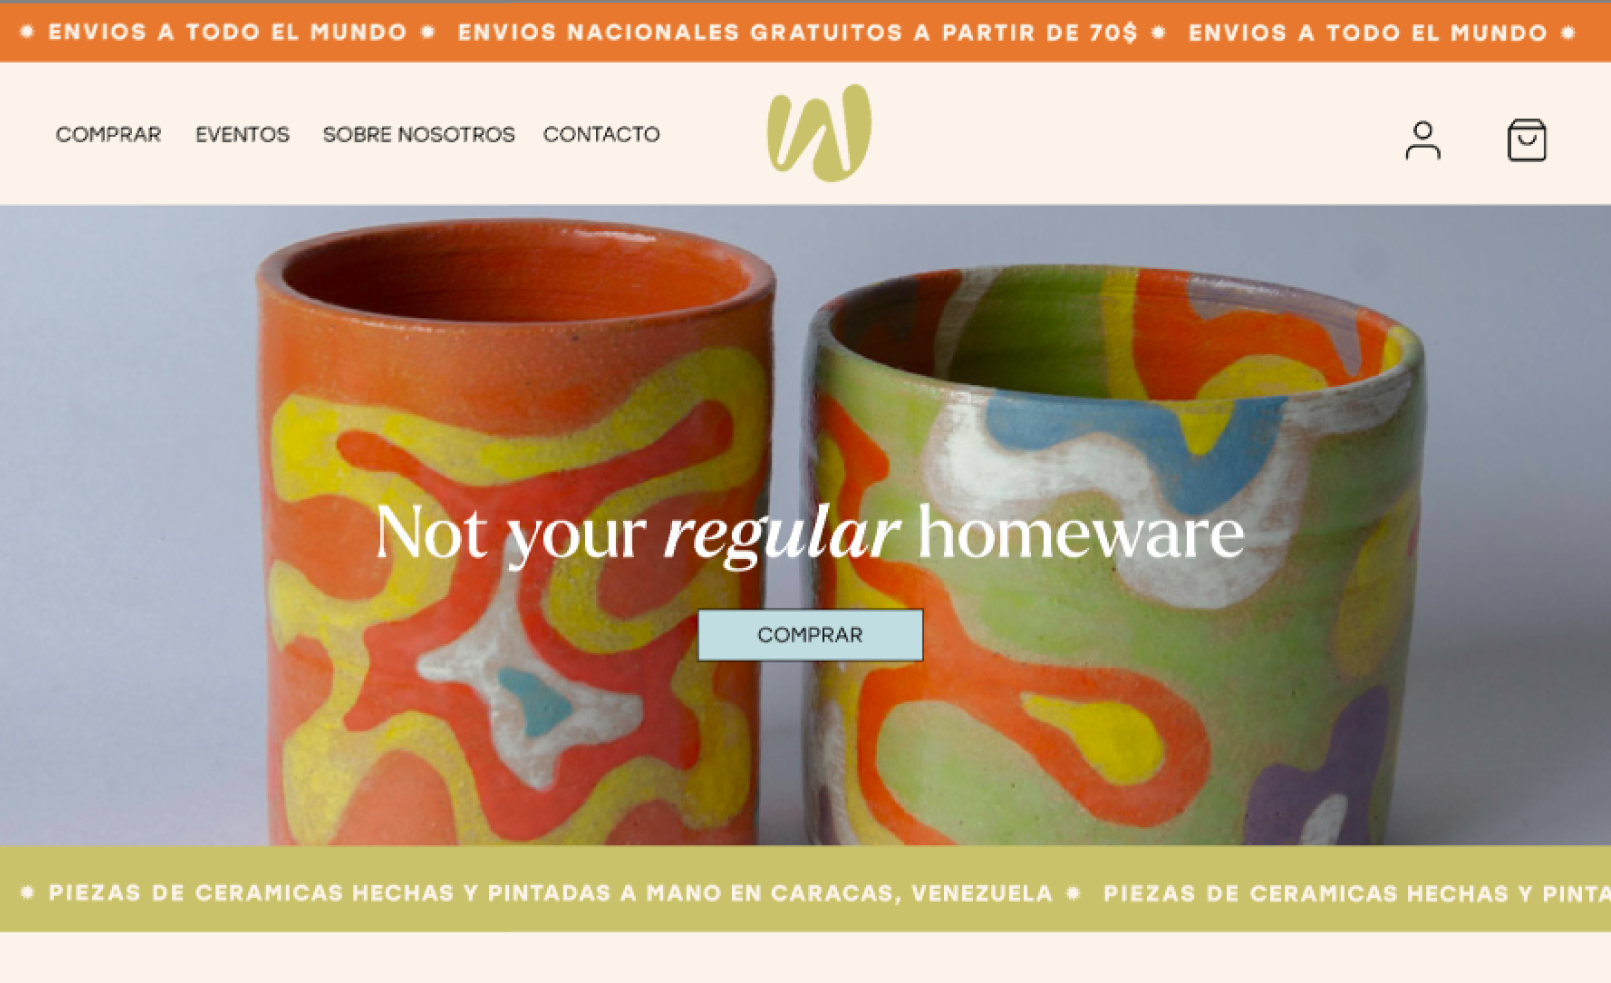 ✹ ENVIOS A TODO EL MUNDO ✹ ENVIOS NACIONALES GRATUITOS A PARTIR DE 70$ ✹ ENVIOS A TODO EL MUNDO ✹
COMPRAR EVENTOS SOBRE NOSOTROS CONTACTO
W
Not your regular homeware
COMPRAR
✹ PIEZAS DE CERAMICAS HECHAS Y PINTADAS A MANO EN CARACAS, VENEZUELA ✹ PIEZAS DE CERAMICAS HECHAS Y PINTA